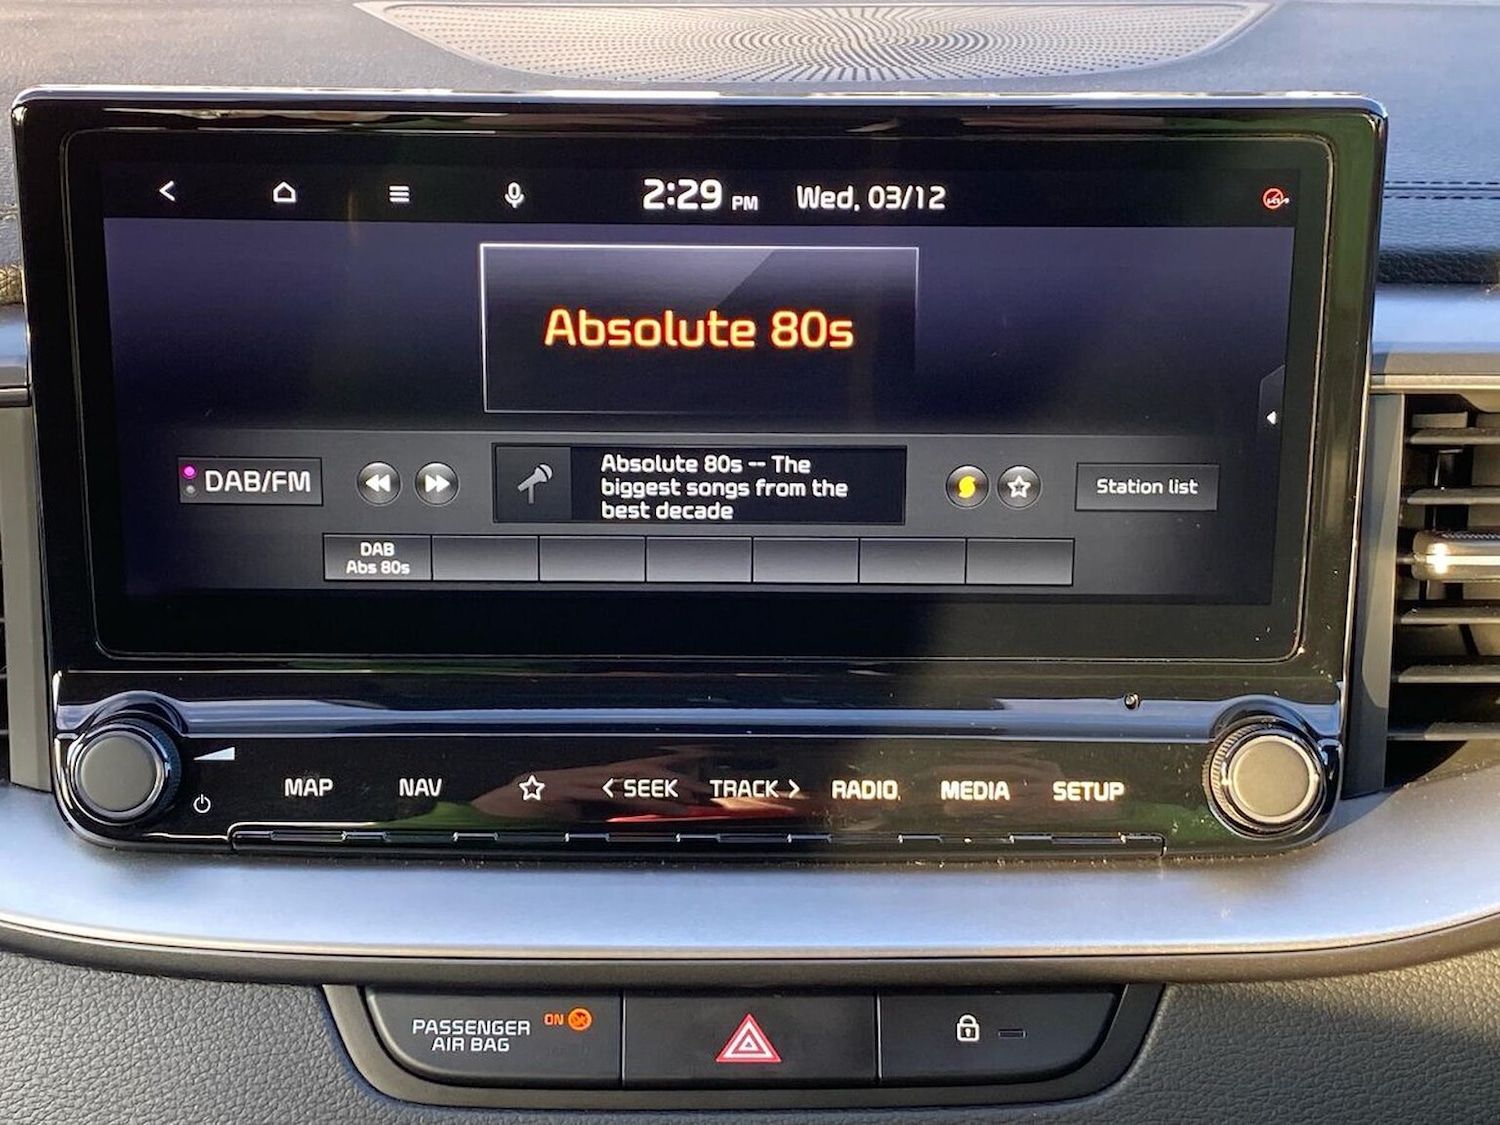 2:29 PM Wed, 03/12
Absolute 80s
DAB/FM
Absolute 80s -- The
biggest songs from the
best decade
Station list
DAB
Abs 80s
MAP NAV SEEK TRACK RADIO MEDIA SETUP
PASSENGER
AIR BAG
ON